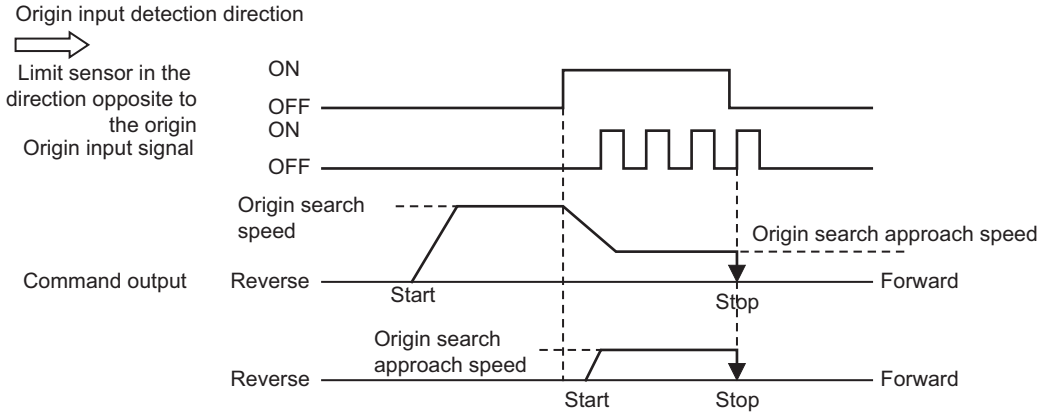 Origin input detection direction
Limit sensor in the
direction opposite to
the origin
ON
OFF
Origin input signal
ON
OFF
Origin search
speed
Origin search approach speed
Command output
Reverse
Forward
Start
Stop
Origin search
approach speed
Reverse
Forward
Start
Stop